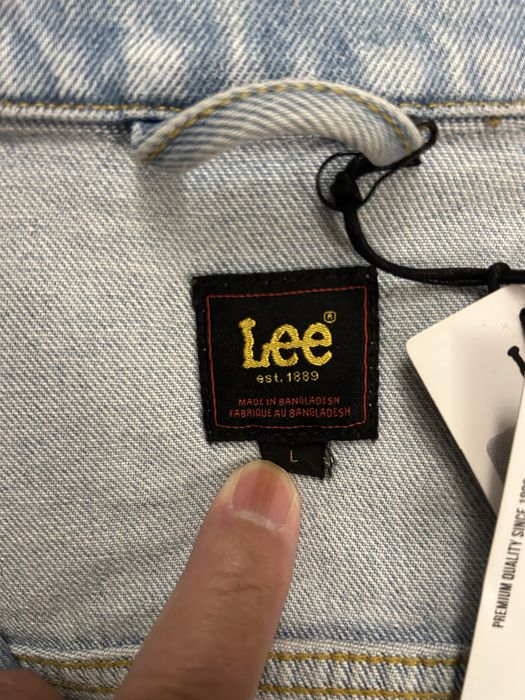 Lee®
est. 1889
MADE IN BANGLADESH
FABRIQUE AU BANGLADESH
L
PREMIUM QUALITY SINCE